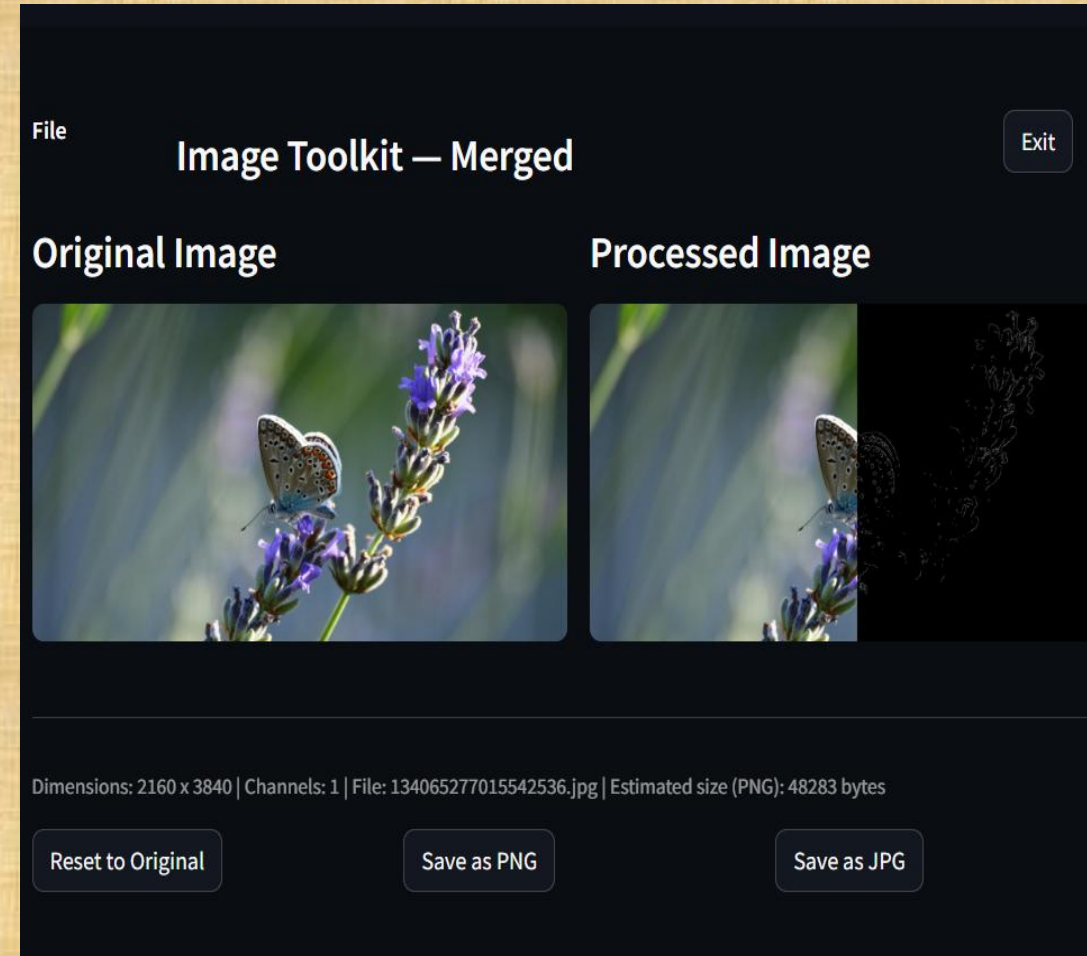 File
Image Toolkit — Merged
Exit
Original Image
Processed Image
Dimensions: 2160 x 3840 | Channels: 1 | File: 134065277015542536.jpg | Estimated size (PNG): 48283 bytes
Reset to Original
Save as PNG
Save as JPG